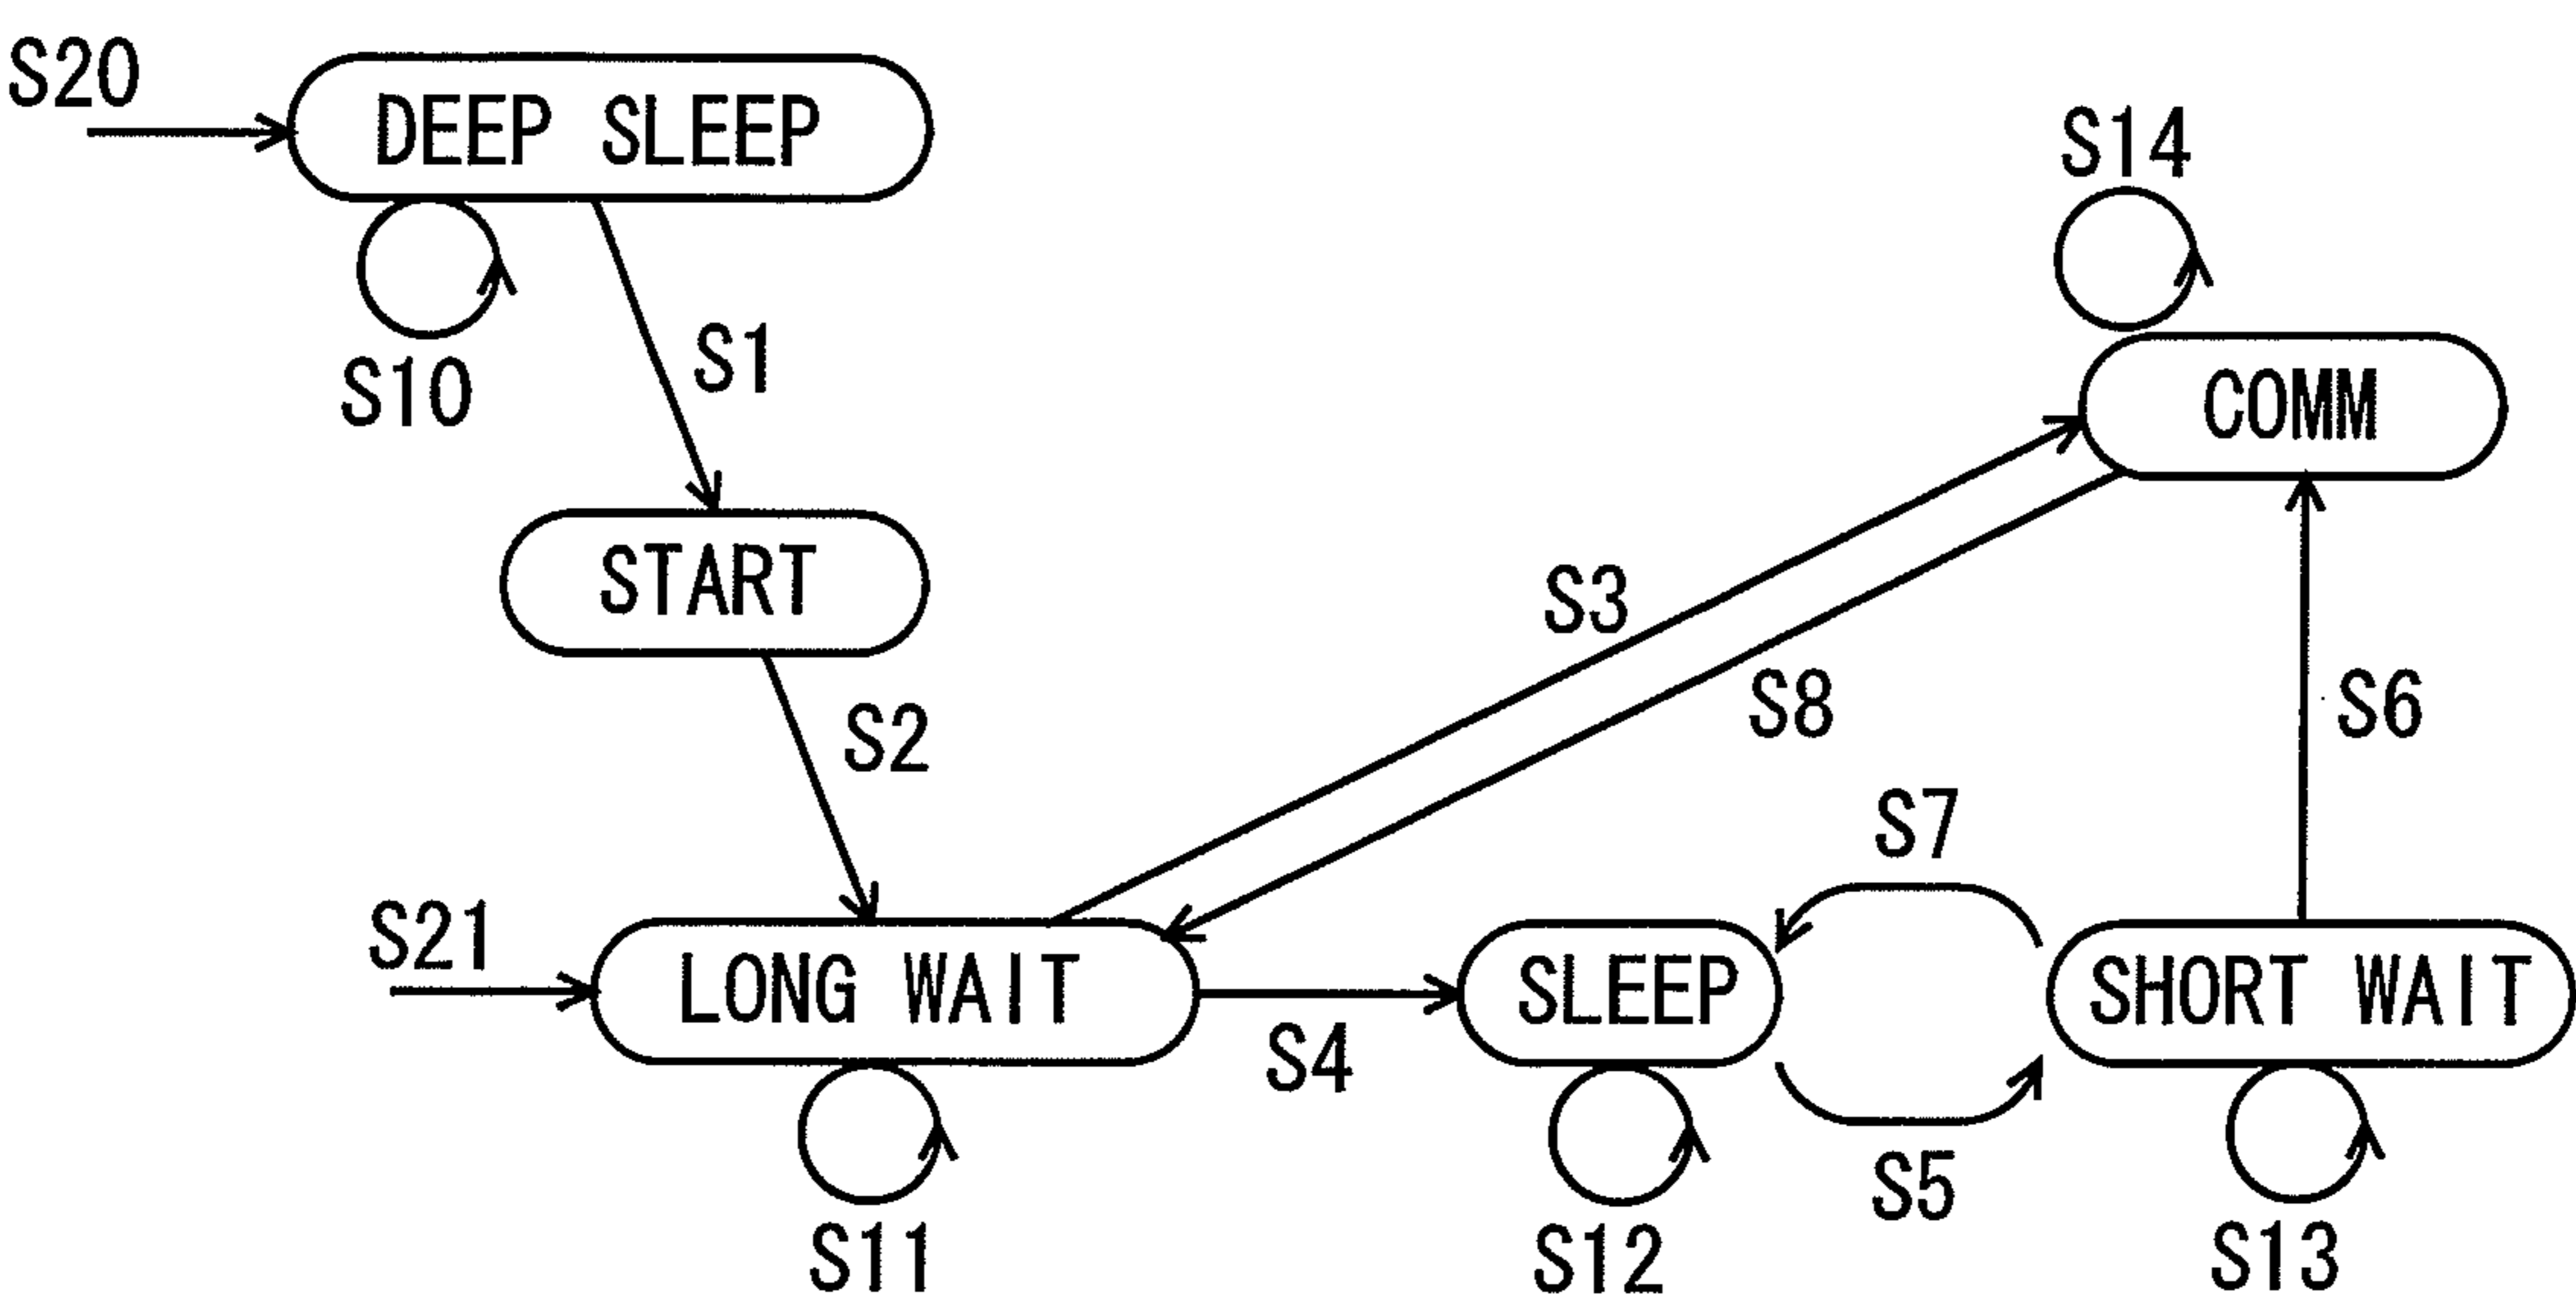 S20
DEEP SLEEP
S14
S1
S10
COMM
START
S3
S2
S8
S6
S7
S21
LONG WAIT
SLEEP
SHORT WAIT
S4
S5
S11
S12
S13